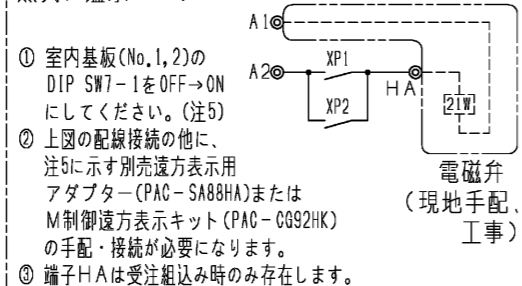 A1
① 室内基板(No.1,2)の
DIP SW7-1をOFF→ON
にしてください。(注5)
A2
XP1
HA
XP2
21W
② 上図の配線接続の他に、
注5に示す別売遠方表示用
アダプター(PAC-SA88HA)または
M制御遠方表示キット(PAC-CG92HK)
の手配・接続が必要になります。
電磁弁
(現地手配、
工事)
③ 端子HAは受注組込み時のみ存在します。